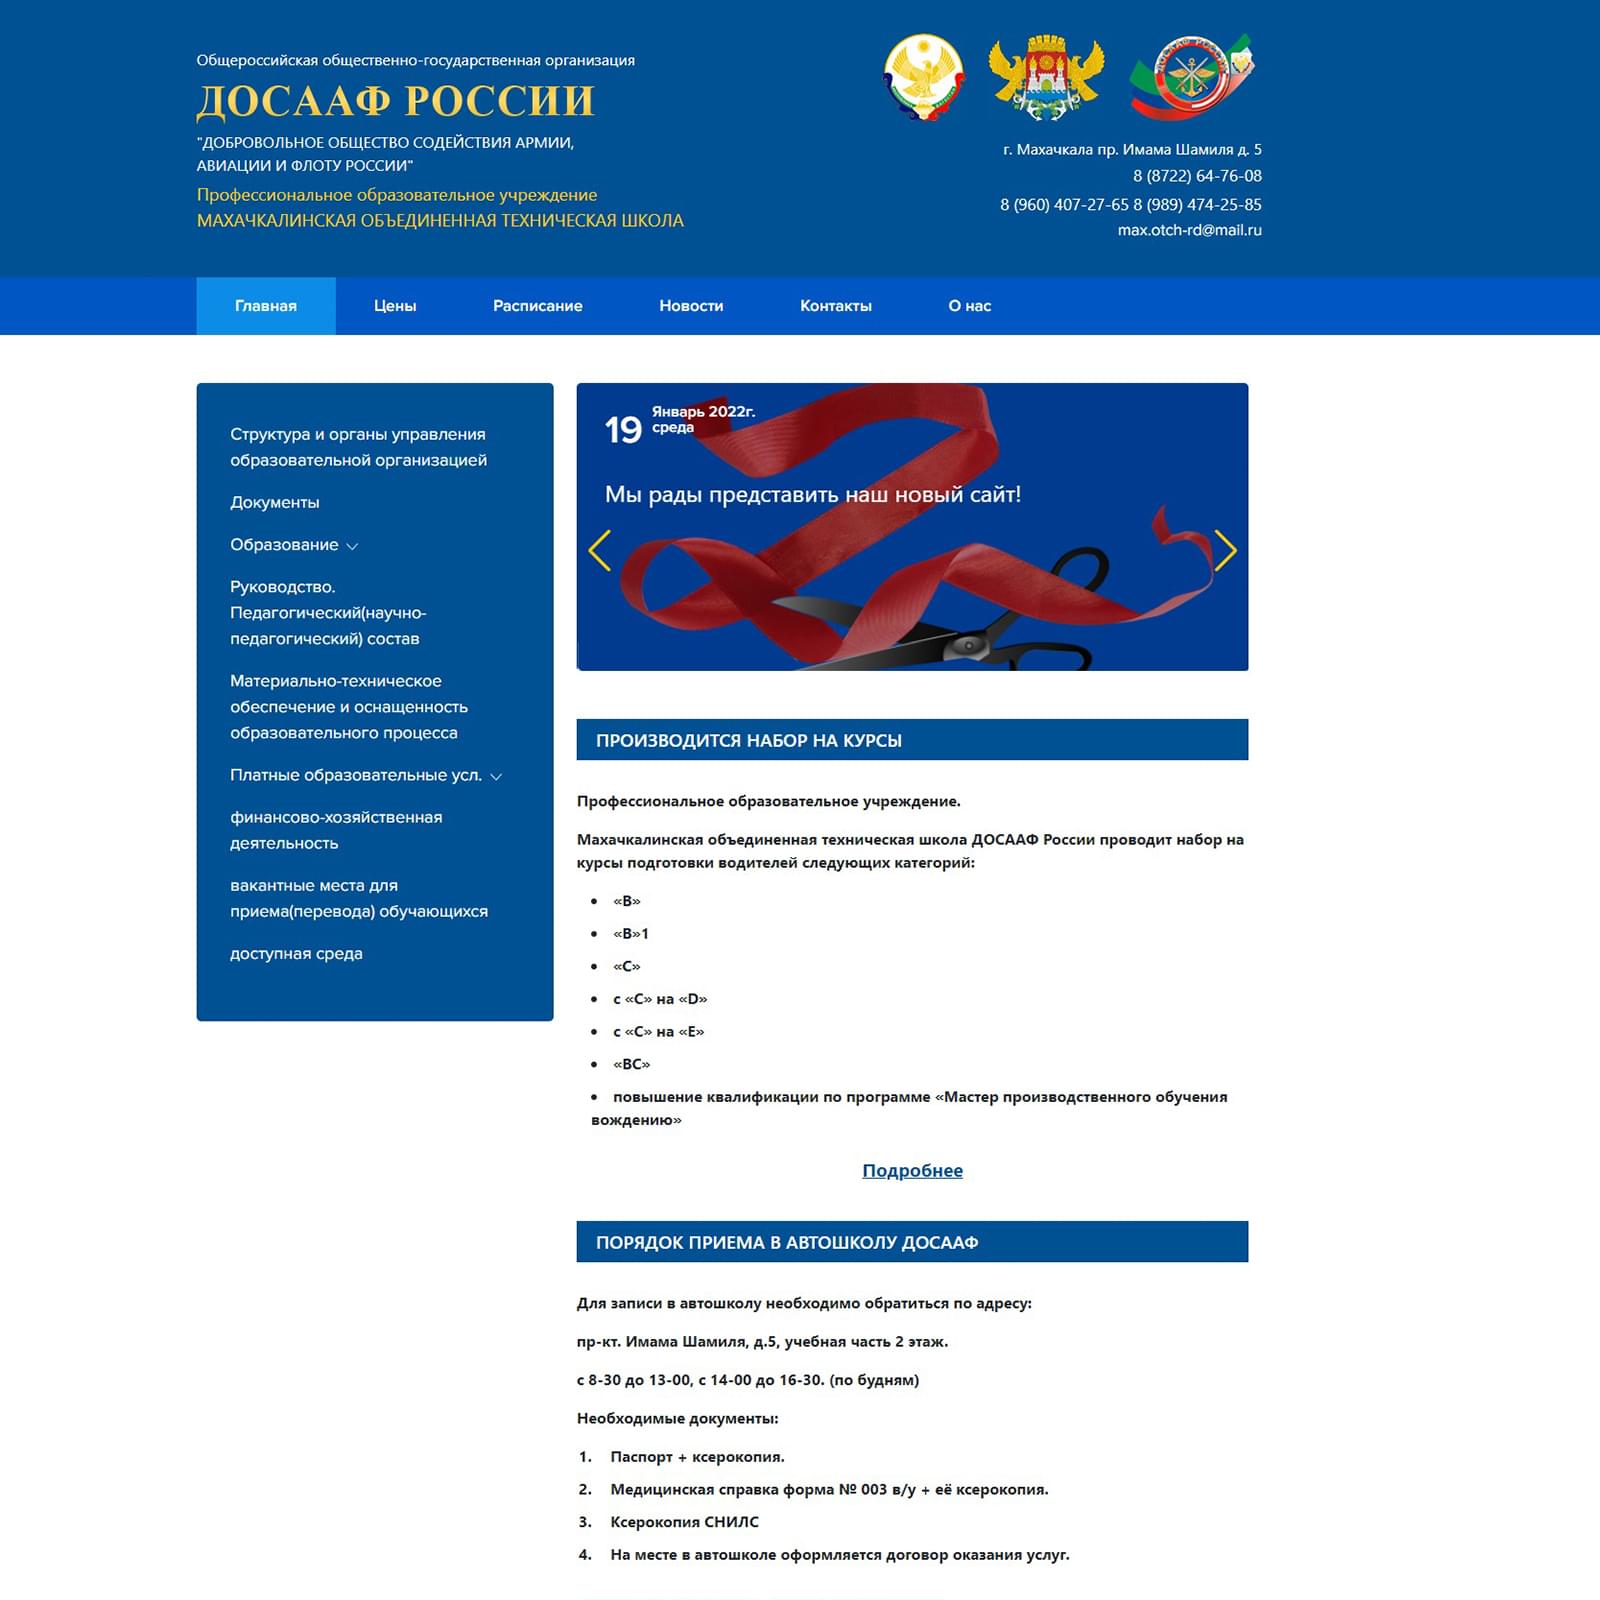 Общероссийская общественно-государственная организация
ДОСААФ РОССИИ
"ДОБРОВОЛЬНОЕ ОБЩЕСТВО СОДЕЙСТВИЯ АРМИИ,
АВИАЦИИ И ФЛОТУ РОССИИ"
Профессиональное образовательное учреждение
МАХАЧКАЛИНСКАЯ ОБЪЕДИНЕННАЯ ТЕХНИЧЕСКАЯ ШКОЛА
г. Махачкала пр. Имама Шамиля д. 5
8 (8722) 64-76-08
8 (960) 407-27-65 8 (989) 474-25-85
max.otch-rd@mail.ru
Главная Цены Расписание Новости Контакты О нас
Структура и органы управления
образовательной организацией
Документы
Образование
Руководство.
Педагогический(научно-
педагогический) состав
Материально-техническое
обеспечение и оснащенность
образовательного процесса
Платные образовательные усл.
финансово-хозяйственная
деятельность
вакантные места для
приема(перевода) обучающихся
доступная среда
19 Январь 2022г.
среда
Мы рады представить наш новый сайт!
ПРОИЗВОДИТСЯ НАБОР НА КУРСЫ
Профессиональное образовательное учреждение.
Махачкалинская объединенная техническая школа ДОСААФ России проводит набор на
курсы подготовки водителей следующих категорий:
• «В»
• «В»1
• «С»
• с «С» на «D»
• с «С» на «Е»
• «ВС»
• повышение квалификации по программе «Мастер производственного обучения
вождению»
Подробнее
ПОРЯДОК ПРИЕМА В АВТОШКОЛУ ДОСААФ
Для записи в автошколу необходимо обратиться по адресу:
пр-кт. Имама Шамиля, д.5, учебная часть 2 этаж.
с 8-30 до 13-00, с 14-00 до 16-30. (по будням)
Необходимые документы:
1. Паспорт + ксерокопия.
2. Медицинская справка форма № 003 в/у + её ксерокопия.
3. Ксерокопия СНИЛС
4. На месте в автошколе оформляется договор оказания услуг.